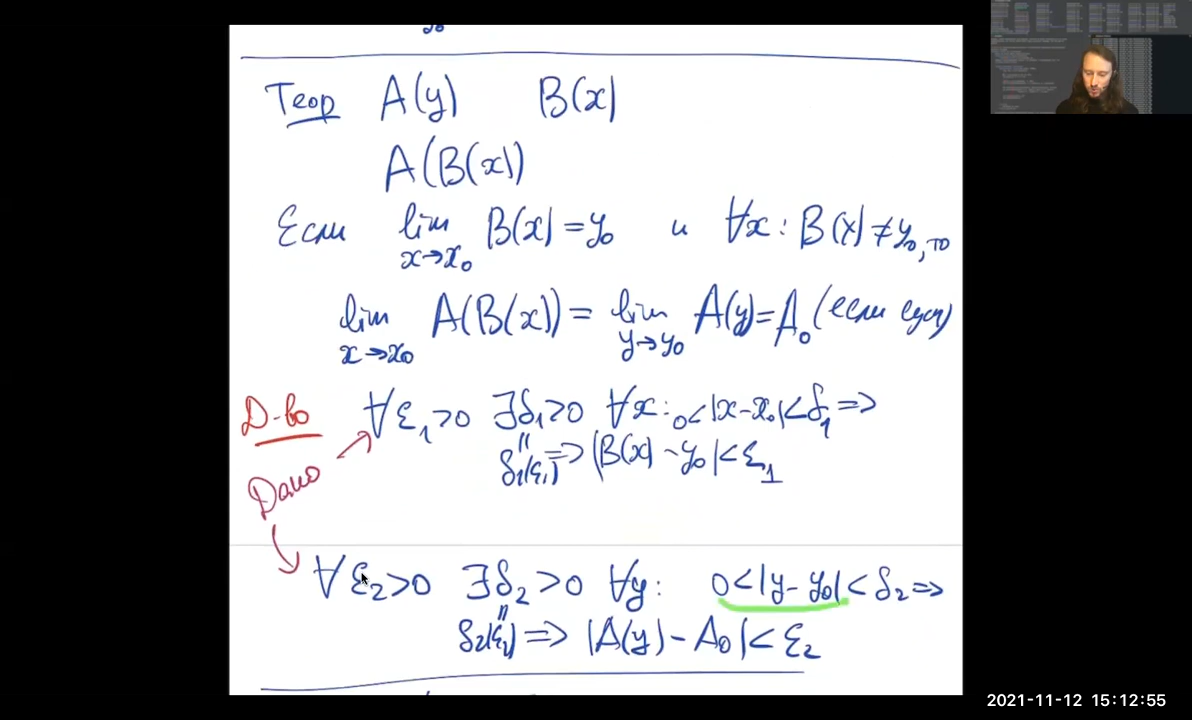 Теор A(y) B(x)
A(B(x))
Если lim B(x) = y₀ и ∀x : B(x) ≠ y₀, то
x→x₀
lim A(B(x)) = lim A(y) = A₀ (если сущ)
x→x₀ y→y₀
Д-во ∀ε₁>0 ∃δ₁>0 ∀x: 0<|x-x₀|<δ₁ =>
Дано " δ₁(ε₁) => |B(x) - y₀| < ε₁
∀ε₂>0 ∃δ₂>0 ∀y: 0<|y-y₀|<δ₂ =>
" δ₂(ε₂) => |A(y) - A₀| < ε₂
2021-11-12 15:12:55